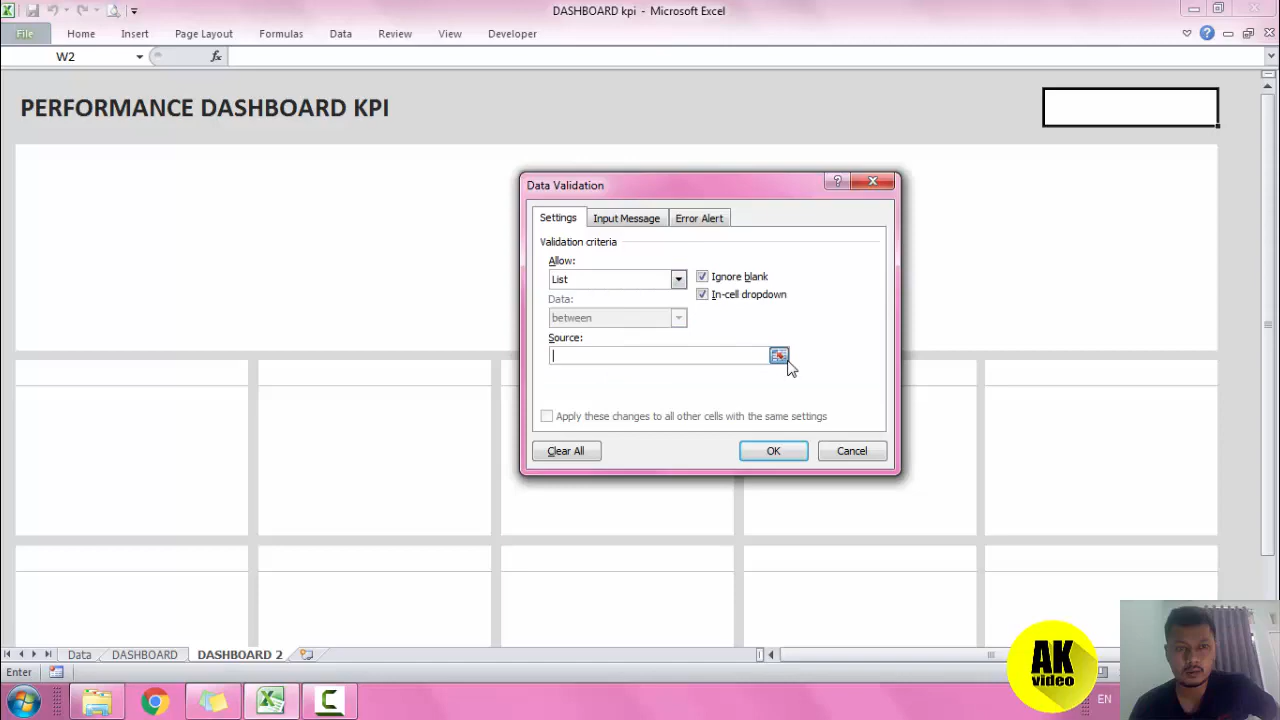 DASHBOARD kpi - Microsoft Excel
File Home Insert Page Layout Formulas Data Review View Developer
W2 fx
PERFORMANCE DASHBOARD KPI
Data Validation
Settings Input Message Error Alert
Validation criteria
Allow:
List Ignore blank
In-cell dropdown
Data:
between
Source:
Apply these changes to all other cells with the same settings
Clear All OK Cancel
Data DASHBOARD DASHBOARD 2
Enter
AK
video
EN